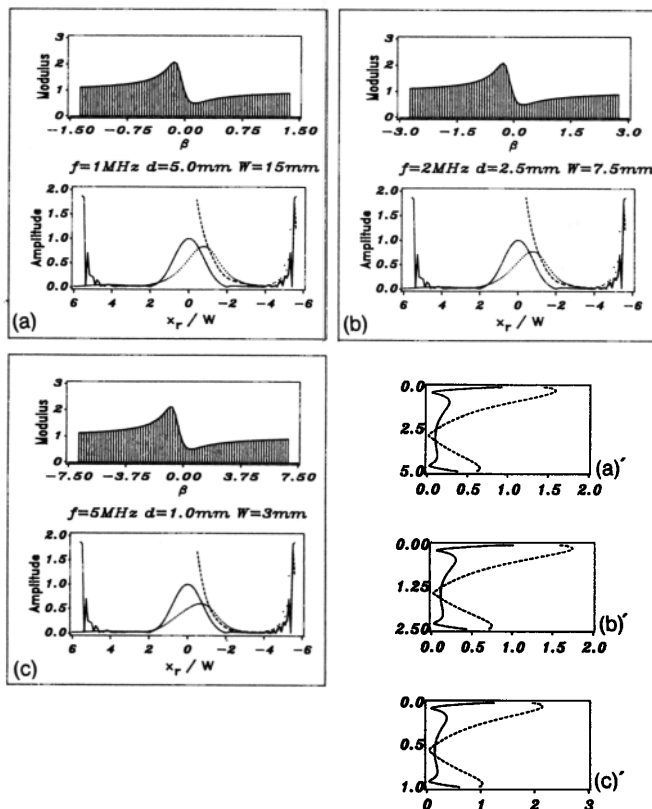 3
2
1
0
Modulus
-1.50 -0.75 0.00 0.75 1.50
β
f=1MHz d=5.0mm W=15mm
2.0
1.5
1.0
0.5
0.0
Amplitude
6 4 2 0 -2 -4 -6
x_r / W
(a)
3
2
1
0
Modulus
-3.0 -1.5 0.0 1.5 3.0
β
f=2MHz d=2.5mm W=7.5mm
2.0
1.5
1.0
0.5
0.0
Amplitude
6 4 2 0 -2 -4 -6
x_r / W
(b)
3
2
1
0
Modulus
-7.50 -3.75 0.00 3.75 7.50
β
f=5MHz d=1.0mm W=3mm
2.0
1.5
1.0
0.5
0.0
Amplitude
6 4 2 0 -2 -4 -6
x_r / W
(c)
0.0
2.5
5.0
0.0 0.5 1.0 1.5 2.0
(a)′
0.00
1.25
2.50
0.0 0.5 1.0 1.5 2.0
(b)′
0.0
0.5
1.0
0 1 2 3
(c)′